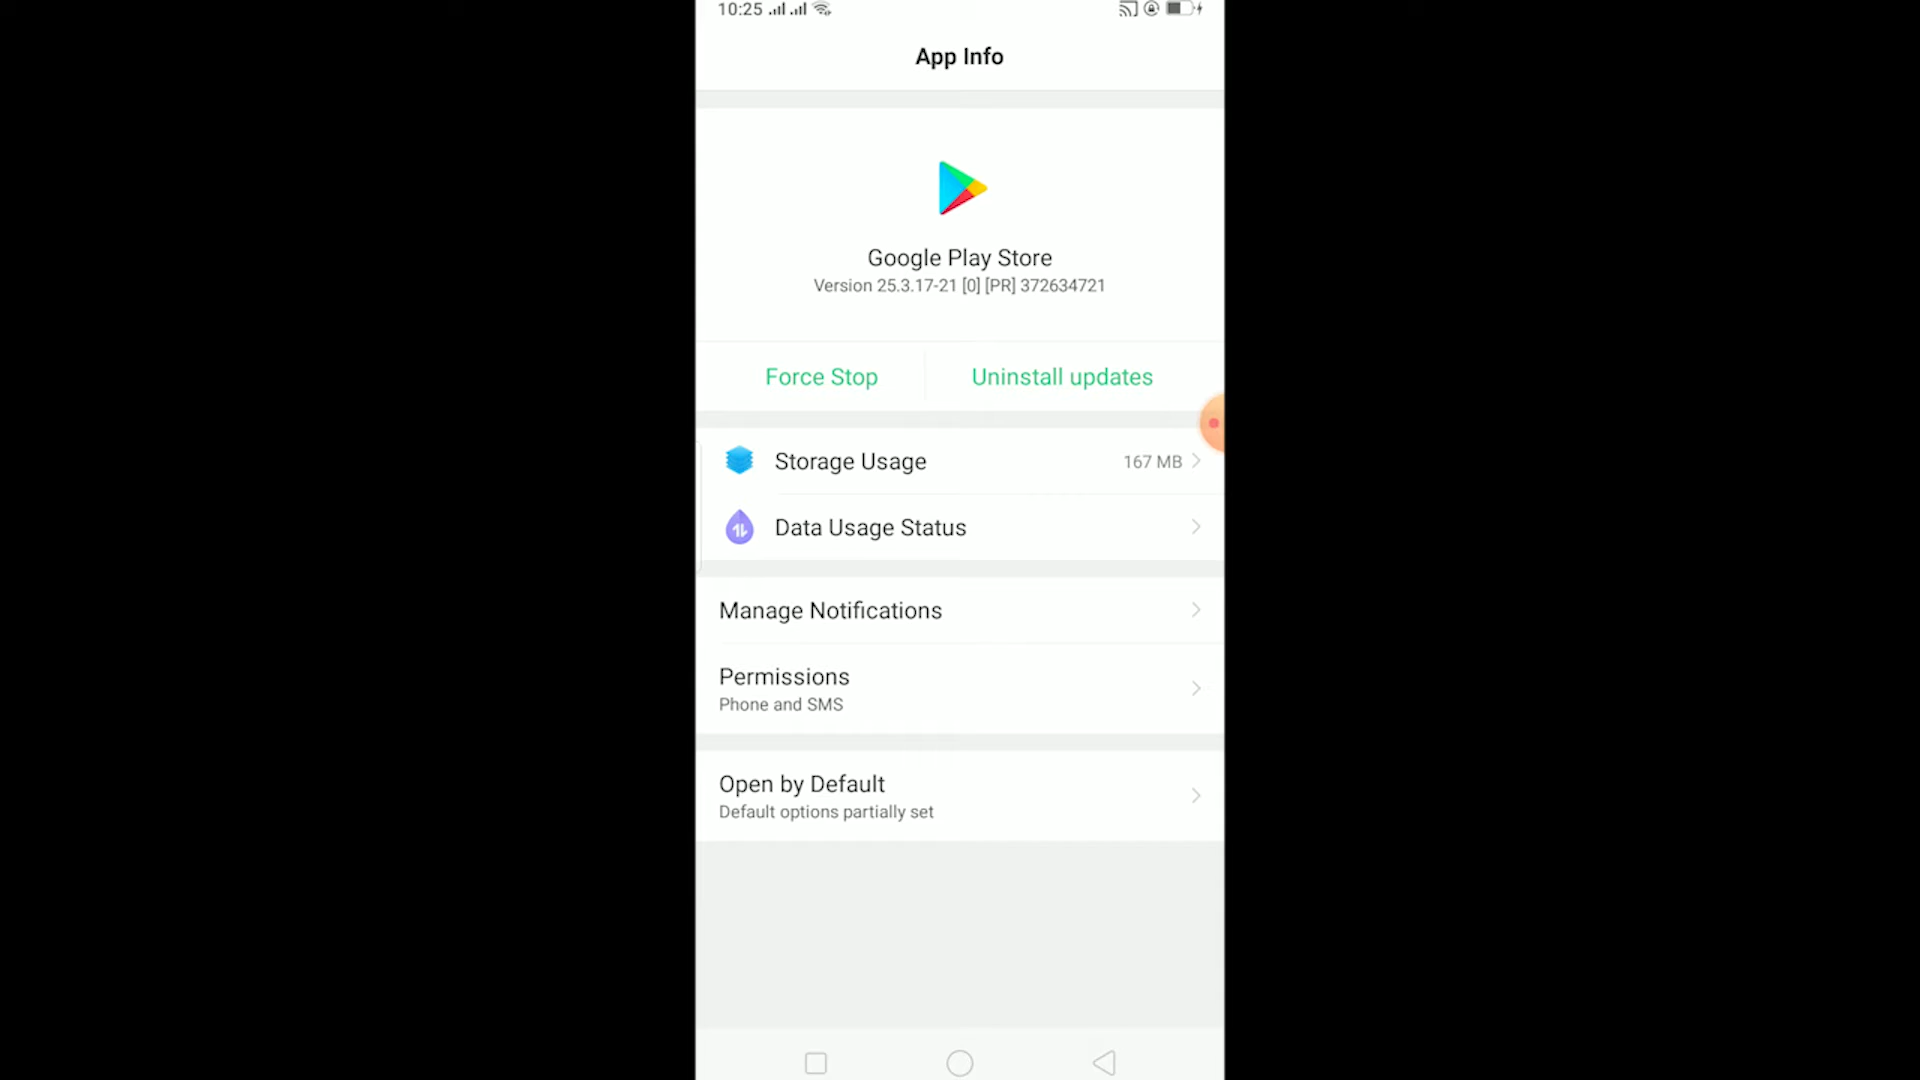 10:25
App Info
Google Play Store
Version 25.3.17-21 [0] [PR] 372634721
Force Stop
Uninstall updates
Storage Usage
167 MB
Data Usage Status
Manage Notifications
Permissions
Phone and SMS
Open by Default
Default options partially set